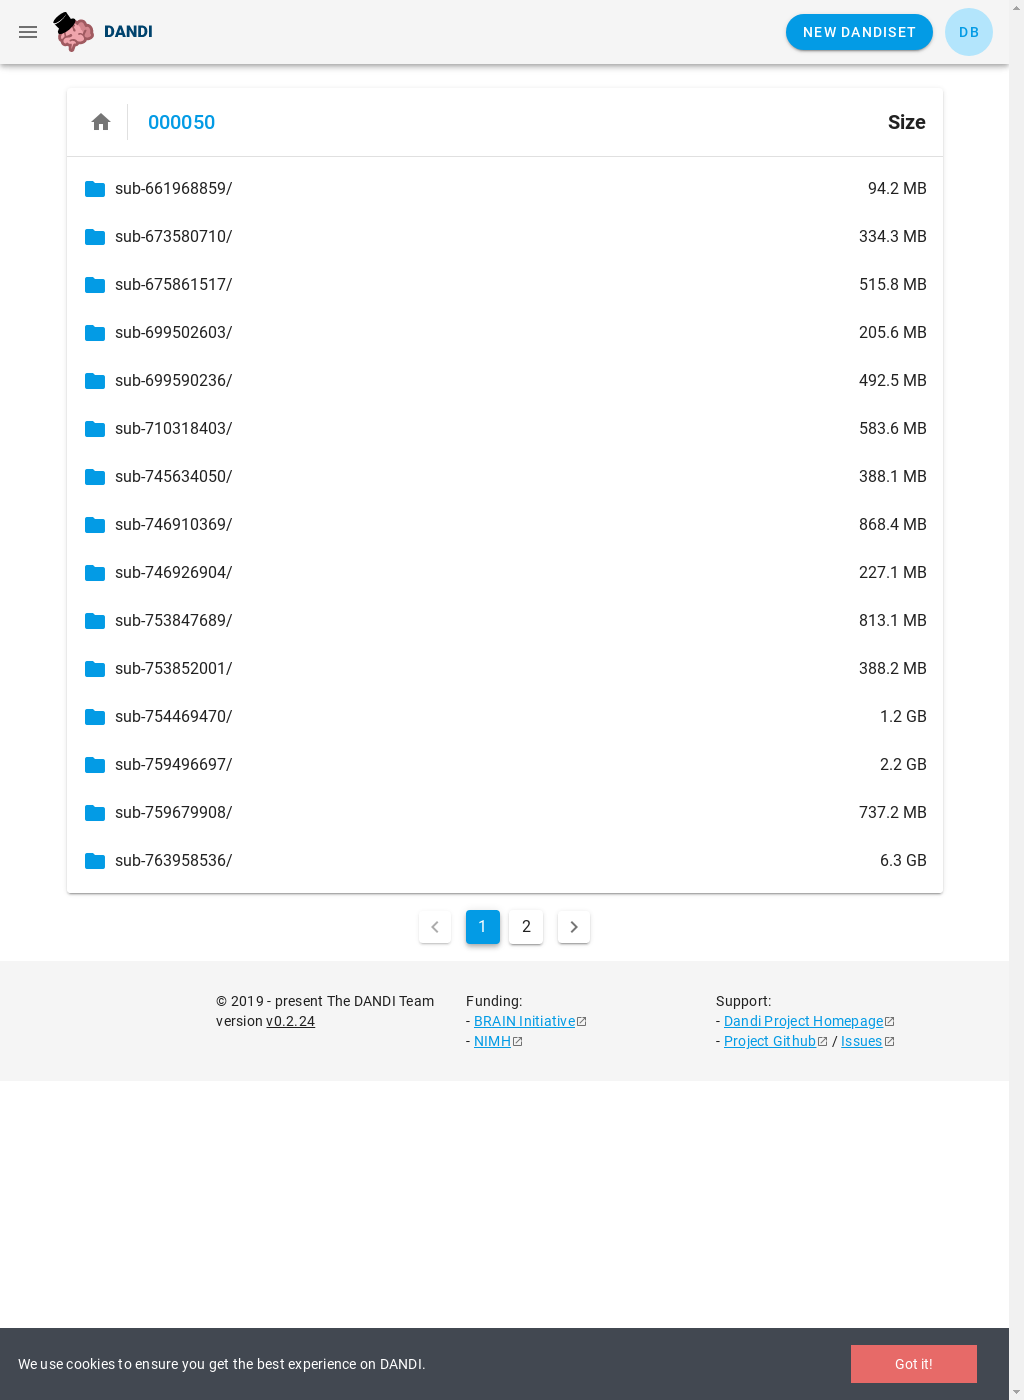 DANDI
NEW DANDISET
DB
000050
Size
sub-661968859/ 94.2 MB
sub-673580710/ 334.3 MB
sub-675861517/ 515.8 MB
sub-699502603/ 205.6 MB
sub-699590236/ 492.5 MB
sub-710318403/ 583.6 MB
sub-745634050/ 388.1 MB
sub-746910369/ 868.4 MB
sub-746926904/ 227.1 MB
sub-753847689/ 813.1 MB
sub-753852001/ 388.2 MB
sub-754469470/ 1.2 GB
sub-759496697/ 2.2 GB
sub-759679908/ 737.2 MB
sub-763958536/ 6.3 GB
1 2
© 2019 - present The DANDI Team
version v0.2.24
Funding:
- BRAIN Initiative
- NIMH
Support:
- Dandi Project Homepage
- Project Github / Issues
We use cookies to ensure you get the best experience on DANDI.
Got it!